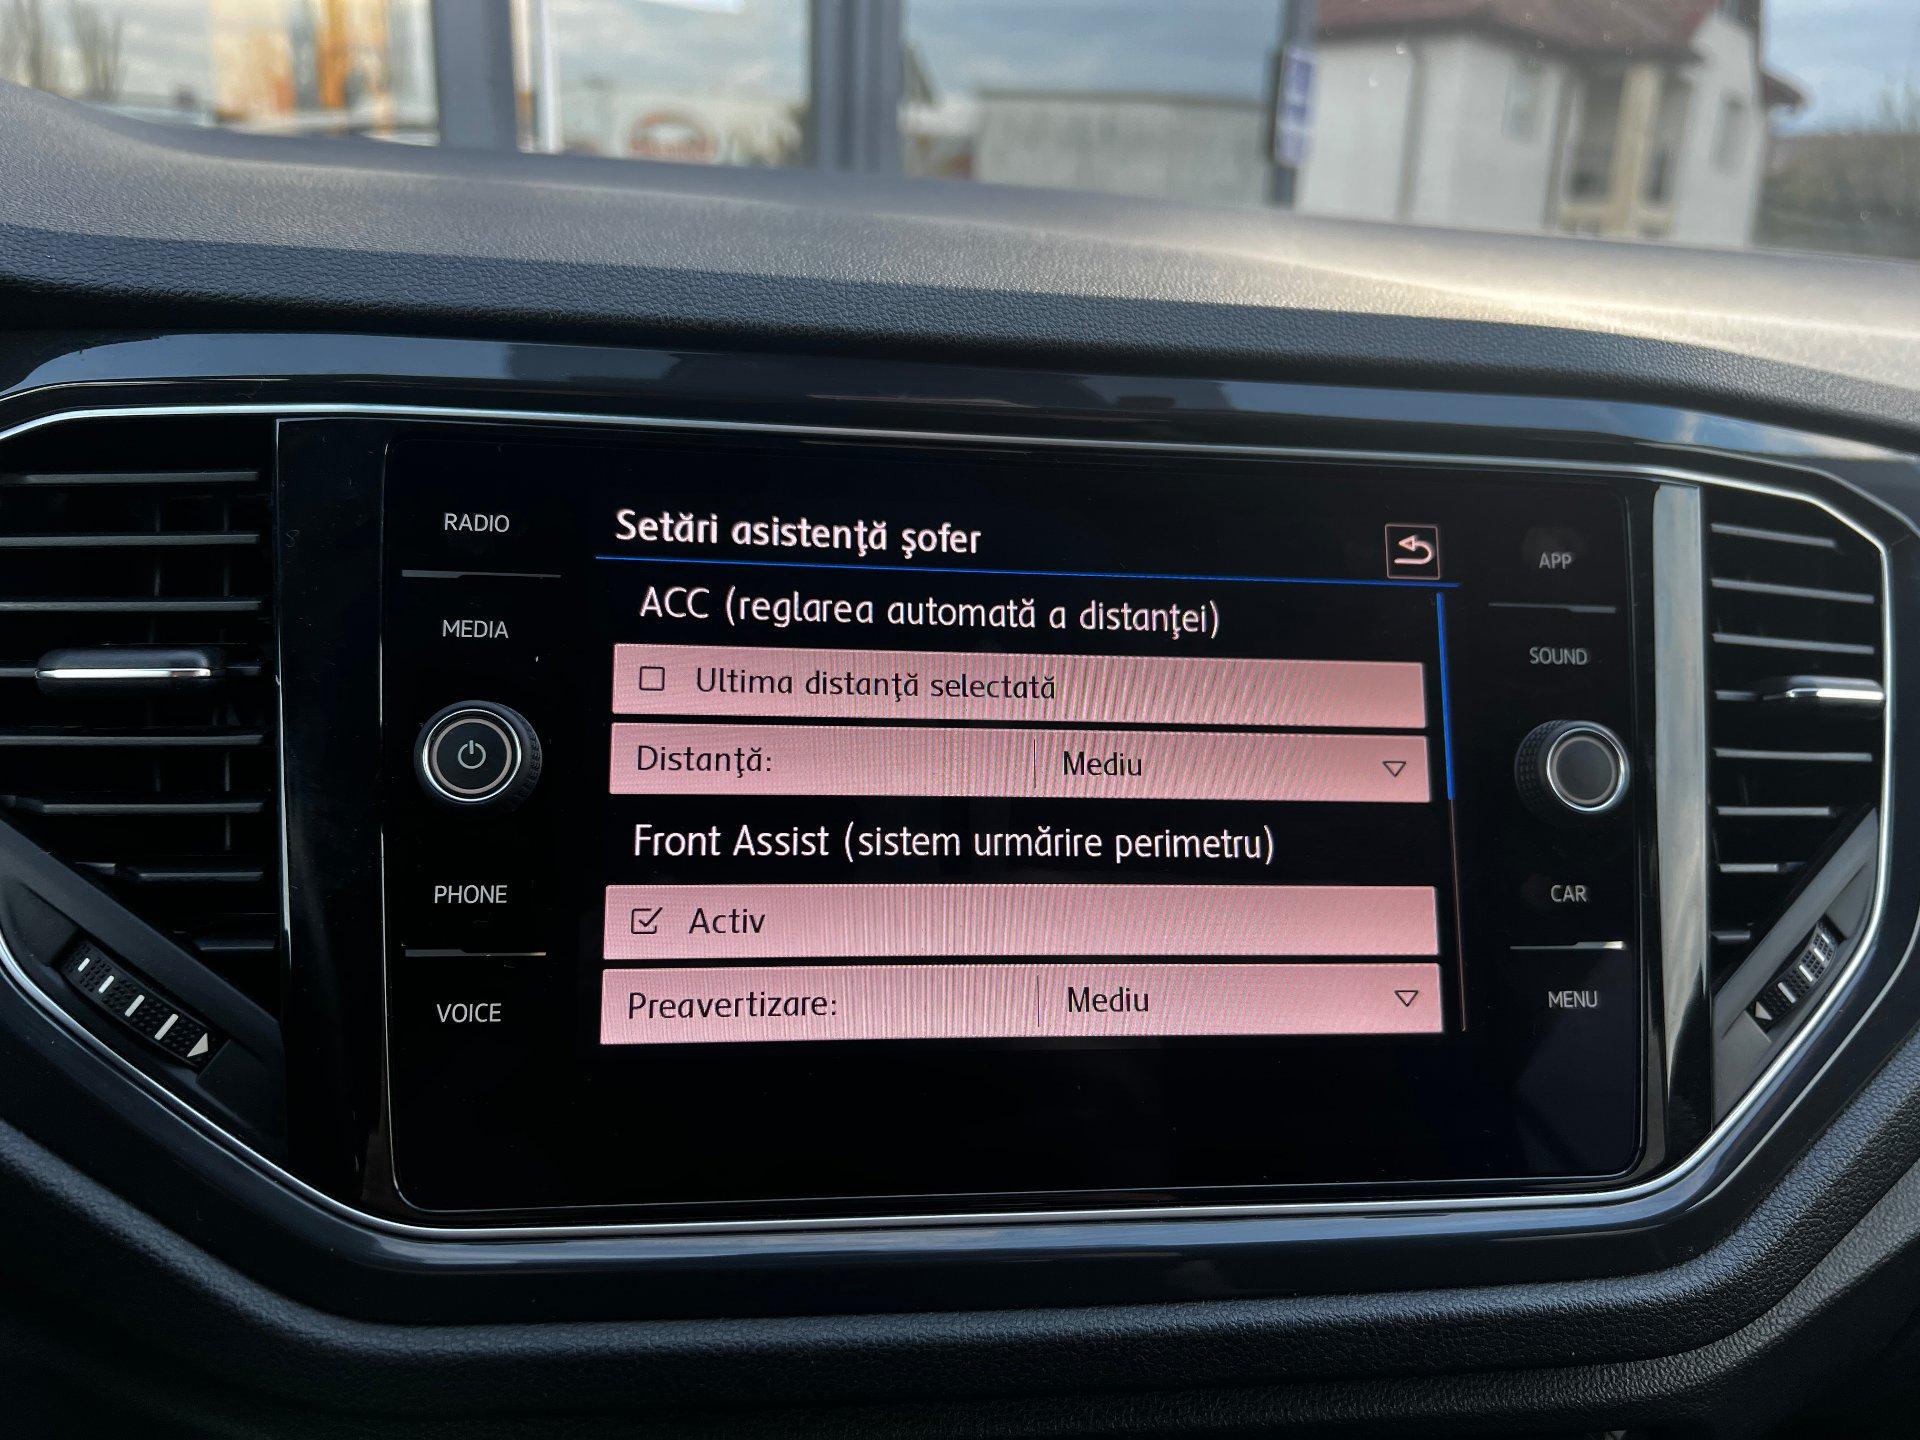 RADIO
MEDIA
PHONE
VOICE
Setări asistenţă şofer
ACC (reglarea automată a distanţei)
Ultima distanţă selectată
Distanţă: Mediu
Front Assist (sistem urmărire perimetru)
Activ
Preavertizare: Mediu
APP
SOUND
CAR
MENU